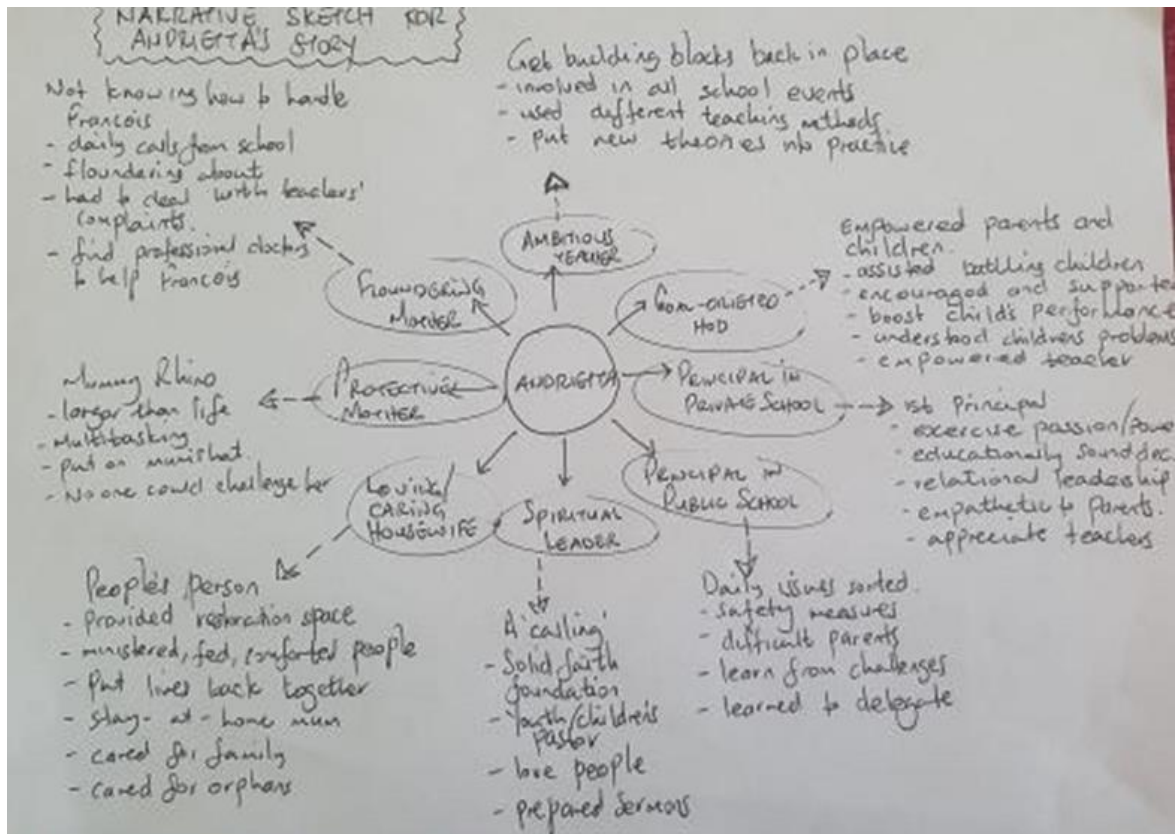 NARRATIVE SKETCH FOR
ANDRIETTA'S STORY
Not knowing how to handle
Francois
- daily calls from school
- floundering about
- had to deal with teachers'
complaints.
- find professional doctors
to help Francois
Get building blocks back in place
- involved in all school events
- used different teaching methods
- put new theories into practice
AMBITIOUS
TEACHER
FLOUNDERING
MOTHER
GOAL-ORIETED
HOD
Empowered parents and
children.
- assisted battling children
- encouraged and supported
- boost child's performance
- understood childrens problems
- empowered teacher
ANDRIETTA
PROTECTIVE
MOTHER
Mummy Rhino
- larger than life
- Multitasking
- put on mum's hat
- No one could challenge her
PRINCIPAL IN
PRIVATE SCHOOL
1st Principal
- exercise passion/
- educationally sound dec.
- relational leadership
- empathetic to parents.
- appreciate teachers
LOVING/
CARING
HOUSEWIFE
SPIRITUAL
LEADER
PRINCIPAL IN
PUBLIC SCHOOL
People's person
- Provided restoration space
- ministered, fed, comforted people
- Put lives back together
- stay-at-home mum
- cared for family
- cared for orphans
A 'calling'
- Solid faith
foundation
- Youth/children's
Pastor
- love people
- prepared sermons
Daily issues sorted.
- safety measures
- difficult parents
- learn from challenges
- learned to delegate